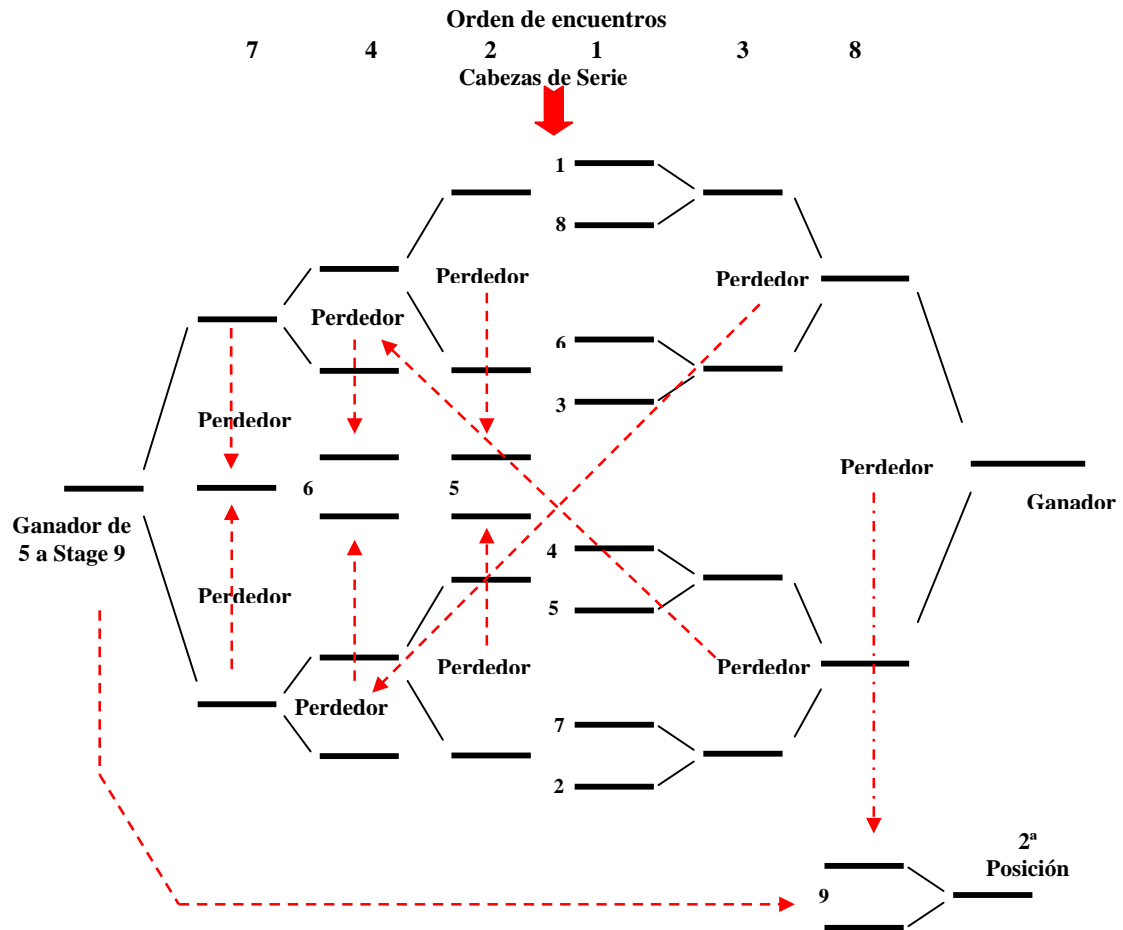 Orden de encuentros
7 4 2 1 3 8
Cabezas de Serie
1
8
Perdedor Perdedor
Perdedor
6
3
Perdedor
Perdedor
6 5
Ganador de
5 a Stage 9
Ganador
4
5
Perdedor
Perdedor Perdedor
Perdedor
7
2
2ª
Posición
9